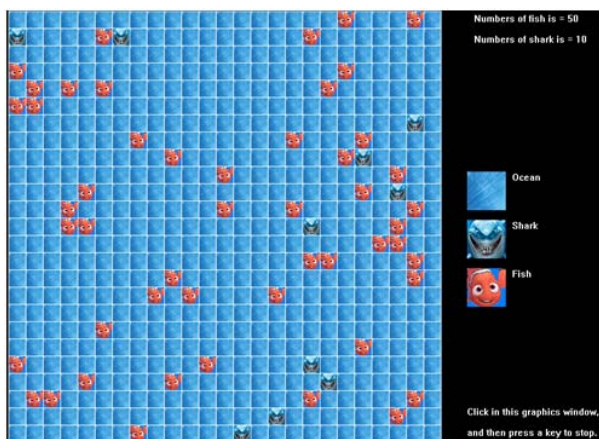 Numbers of fish is = 50
Numbers of shark is = 10
Ocean
Shark
Fish
Click in this graphics window,
and then press a key to stop.